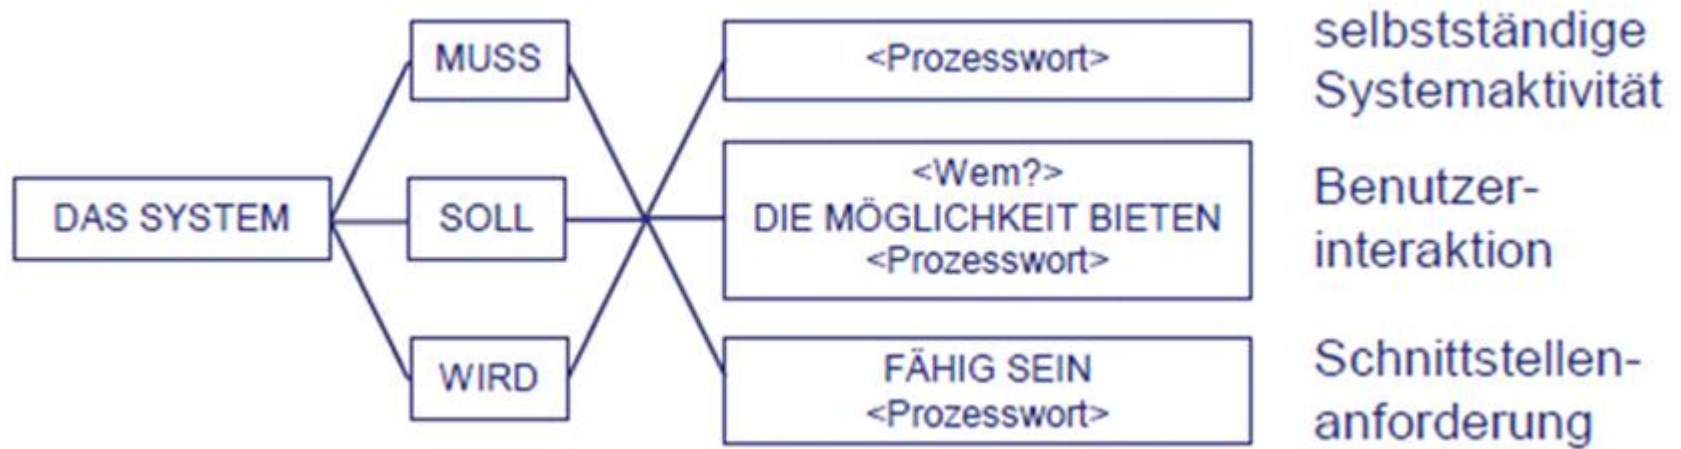 DAS SYSTEM
MUSS
SOLL
WIRD
<Prozesswort>
<Wem?>
DIE MÖGLICHKEIT BIETEN
<Prozesswort>
FÄHIG SEIN
<Prozesswort>
selbstständige
Systemaktivität
Benutzer-
interaktion
Schnittstellen-
anforderung